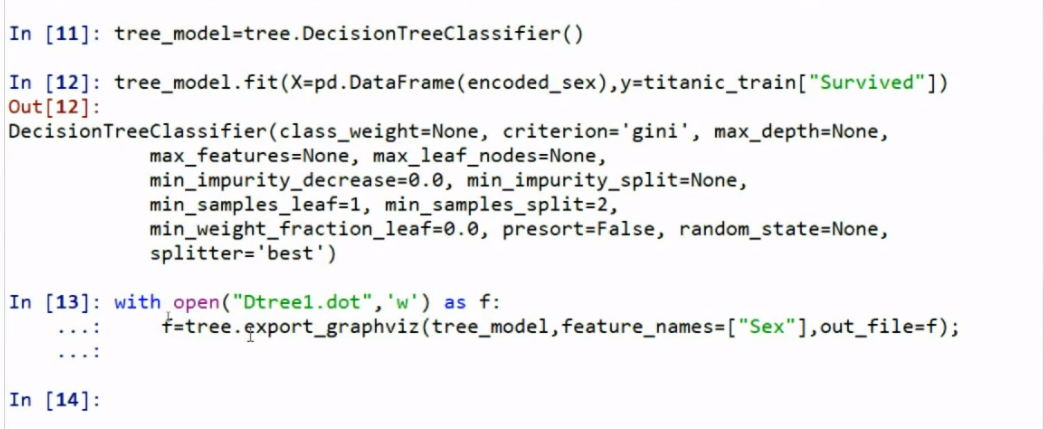 In [11]: tree_model=tree.DecisionTreeClassifier()
In [12]: tree_model.fit(X=pd.DataFrame(encoded_sex),y=titanic_train["Survived"])
Out[12]:
DecisionTreeClassifier(class_weight=None, criterion='gini', max_depth=None,
            max_features=None, max_leaf_nodes=None,
            min_impurity_decrease=0.0, min_impurity_split=None,
            min_samples_leaf=1, min_samples_split=2,
            min_weight_fraction_leaf=0.0, presort=False, random_state=None,
            splitter='best')
In [13]: with open("Dtree1.dot",'w') as f:
    ...:     f=tree.export_graphviz(tree_model,feature_names=["Sex"],out_file=f);
    ...:
In [14]: